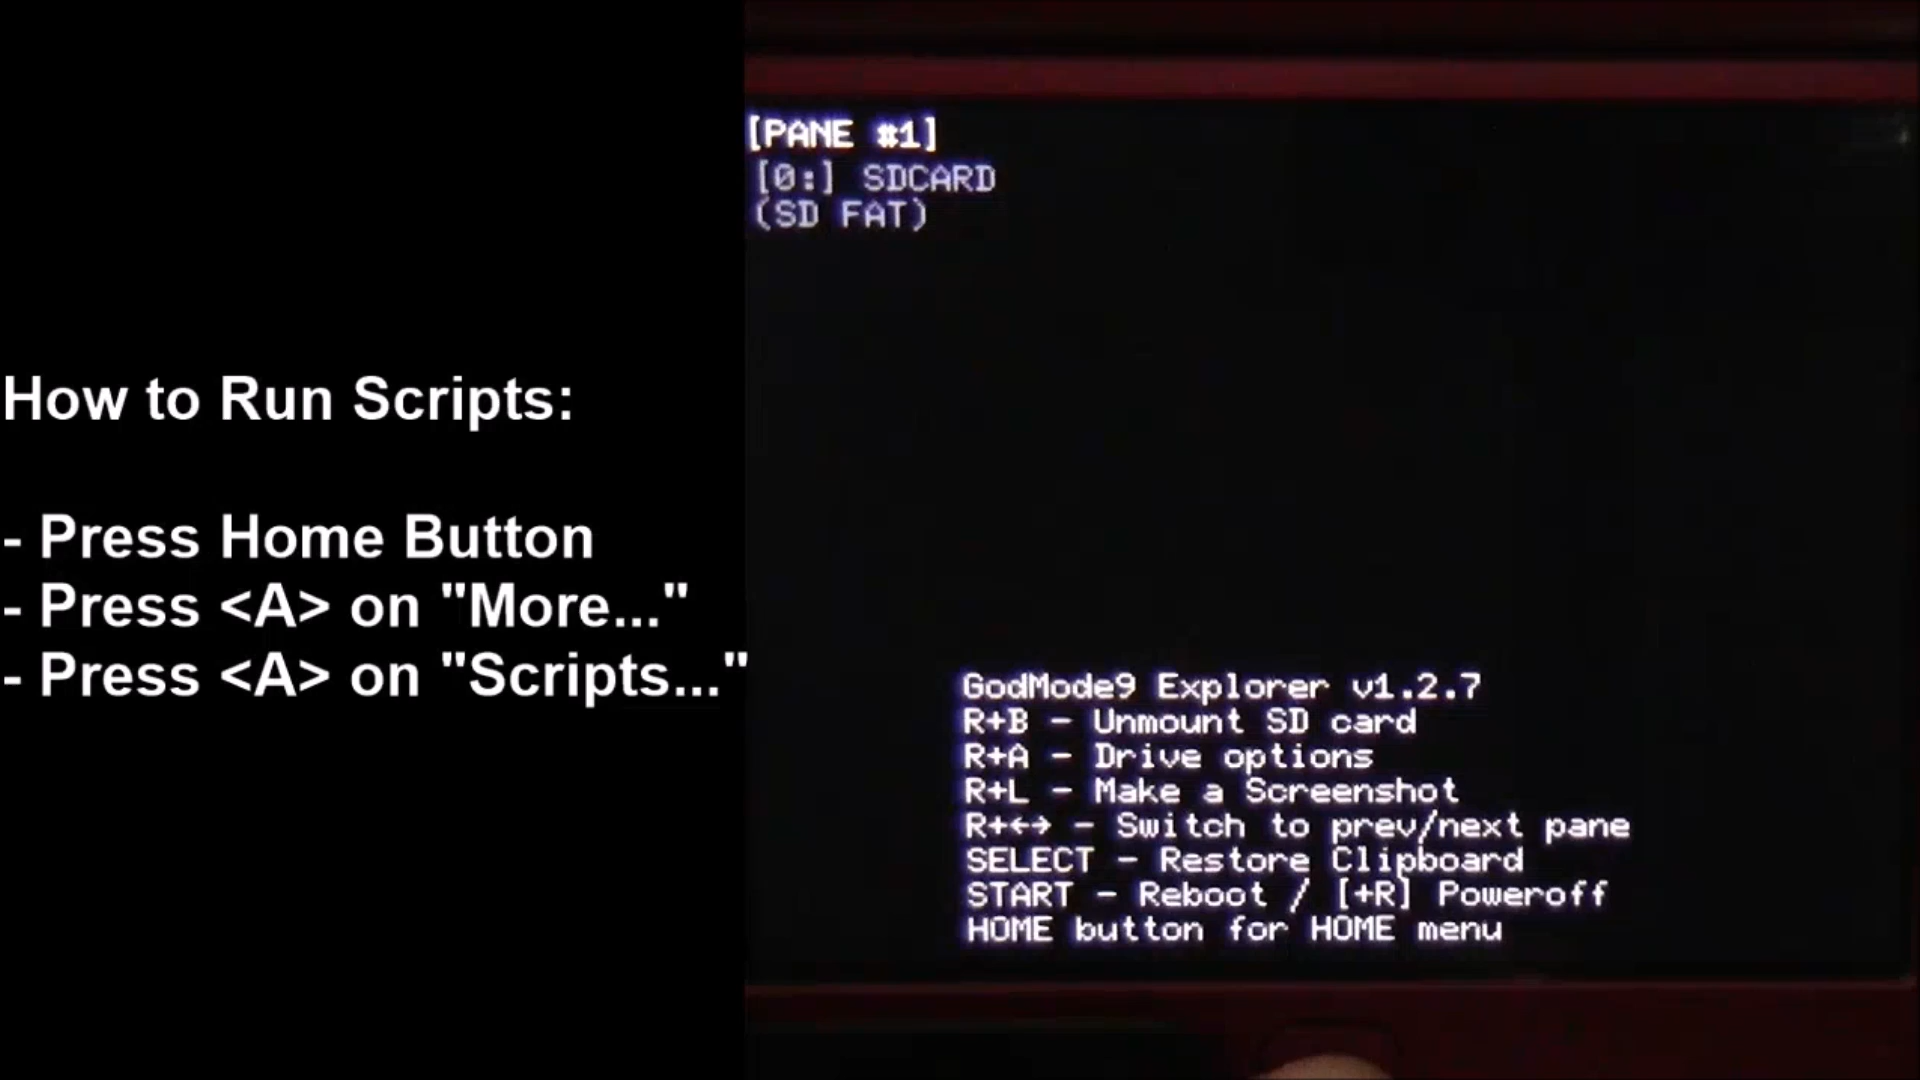 How to Run Scripts:
- Press Home Button
- Press <A> on "More..."
- Press <A> on "Scripts..."
[PANE #1]
[0:] SDCARD
(SD FAT)
GodMode9 Explorer v1.2.7
R+B - Unmount SD card
R+A - Drive options
R+L - Make a Screenshot
R+←→ - Switch to prev/next pane
SELECT - Restore Clipboard
START - Reboot / [+R] Poweroff
HOME button for HOME menu